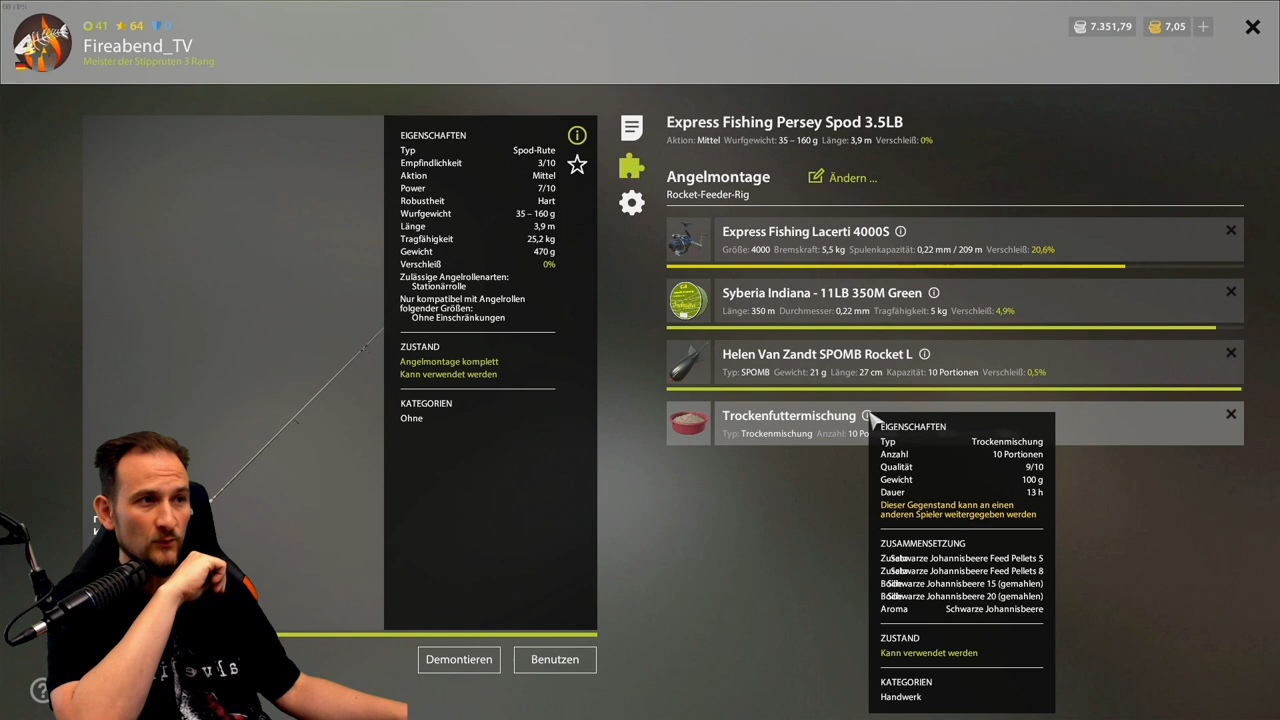 41 64 0
Fireabend_TV
Meister der Stippruten 3 Rang
7.351,79 7,05 +
EIGENSCHAFTEN
Typ Spod-Rute
Empfindlichkeit 3/10
Aktion Mittel
Power 7/10
Robustheit Hart
Wurfgewicht 35 – 160 g
Länge 3,9 m
Tragfähigkeit 25,2 kg
Gewicht 470 g
Verschleiß 0%
Zulässige Angelrollenarten:
Stationärrolle
Nur kompatibel mit Angelrollen
folgender Größen:
Ohne Einschränkungen
ZUSTAND
Angelmontage komplett
Kann verwendet werden
KATEGORIEN
Ohne
Demontieren
Benutzen
Express Fishing Persey Spod 3.5LB
Aktion: Mittel Wurfgewicht: 35 – 160 g Länge: 3,9 m Verschleiß: 0%
Angelmontage
Ändern ...
Rocket-Feeder-Rig
Express Fishing Lacerti 4000S
Größe: 4000 Bremskraft: 5,5 kg Spulenkapazität: 0,22 mm / 209 m Verschleiß: 20,6%
Syberia Indiana - 11LB 350M Green
Länge: 350 m Durchmesser: 0,22 mm Tragfähigkeit: 5 kg Verschleiß: 4,9%
Helen Van Zandt SPOMB Rocket L
Typ: SPOMB Gewicht: 21 g Länge: 27 cm Kapazität: 10 Portionen Verschleiß: 0,5%
Trockenfuttermischung
Typ: Trockenmischung Anzahl: 10 Po
EIGENSCHAFTEN
Typ Trockenmischung
Anzahl 10 Portionen
Qualität 9/10
Gewicht 100 g
Dauer 13 h
Dieser Gegenstand kann an einen
anderen Spieler weitergegeben werden
ZUSAMMENSETZUNG
Schwarze Johannisbeere Feed Pellets 5
Schwarze Johannisbeere Feed Pellets 8
Schwarze Johannisbeere 15 (gemahlen)
Schwarze Johannisbeere 20 (gemahlen)
Aroma Schwarze Johannisbeere
ZUSTAND
Kann verwendet werden
KATEGORIEN
Handwerk